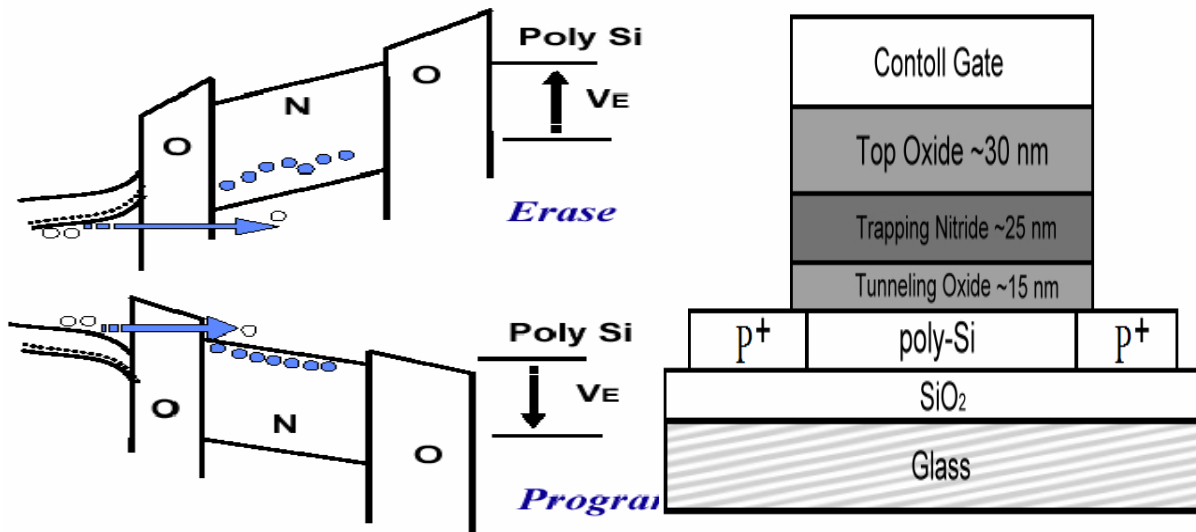 Poly Si
O
VE
N
O
Erase
Poly Si
VE
O
N
O
Progra
Contoll Gate
Top Oxide ~30 nm
Trapping Nitride ~25 nm
Tunneling Oxide ~15 nm
P+ poly-Si P+
SiO₂
Glass